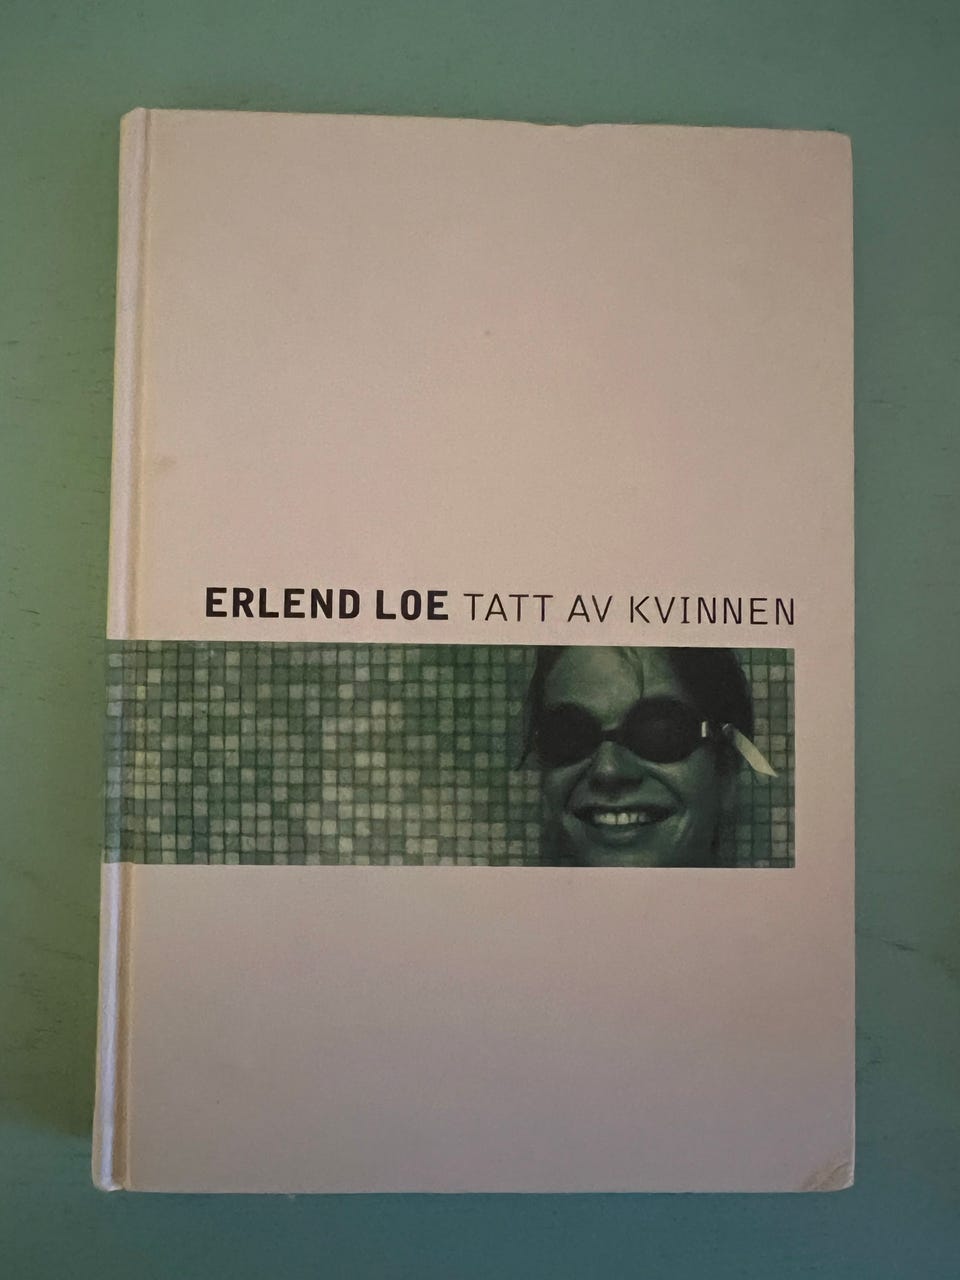 ERLEND LOE TATT AV KVINNEN